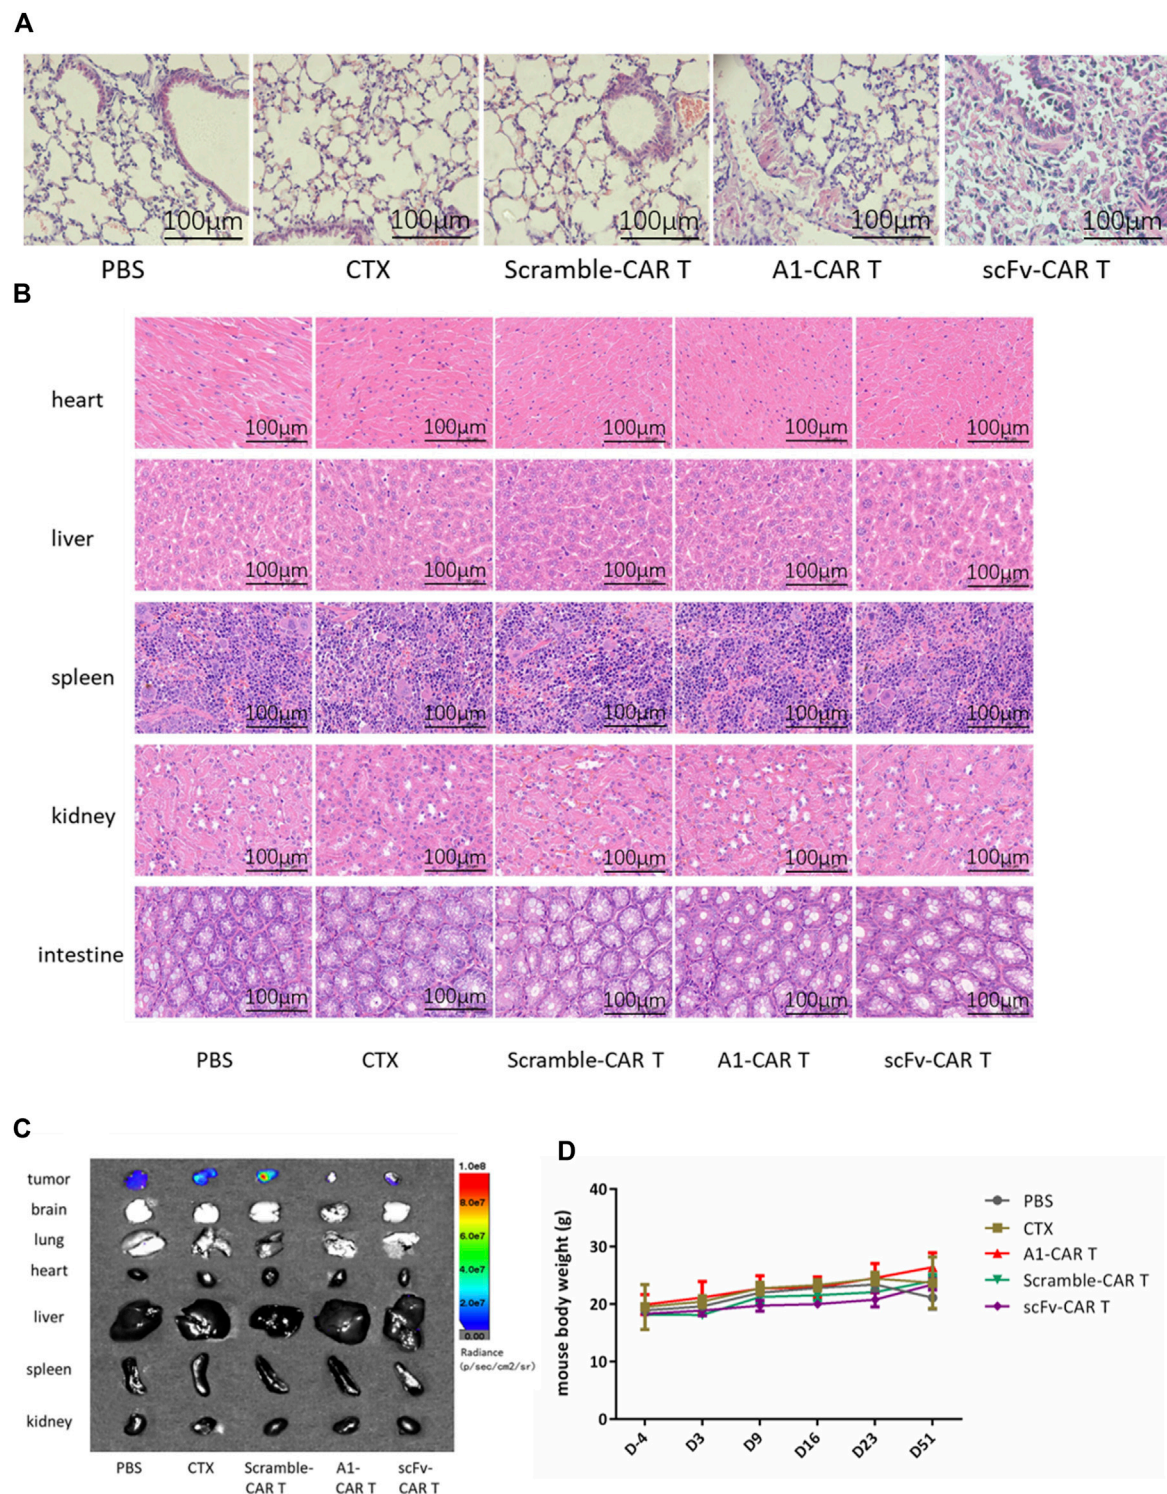 A
100μm 100μm 100μm 100μm 100μm
PBS CTX Scramble-CAR T A1-CAR T scFv-CAR T
B
heart 100μm 100μm 100μm 100μm 100μm
liver 100μm 100μm 100μm 100μm 100μm
spleen 100μm 100μm 100μm 100μm 100μm
kidney 100μm 100μm 100μm 100μm 100μm
intestine 100μm 100μm 100μm 100μm 100μm
PBS CTX Scramble-CAR T A1-CAR T scFv-CAR T
C
tumor
brain
lung
heart
liver
spleen
kidney
1.0e8
8.0e7
6.0e7
4.0e7
2.0e7
0.00
Radiance
(p/sec/cm2/sr)
PBS CTX Scramble- A1- scFv-
CAR T CAR T CAR T
D
mouse body weight (g)
40
30
20
10
0
D-4 D3 D9 D16 D23 D51
PBS
CTX
A1-CAR T
Scramble-CAR T
scFv-CAR T